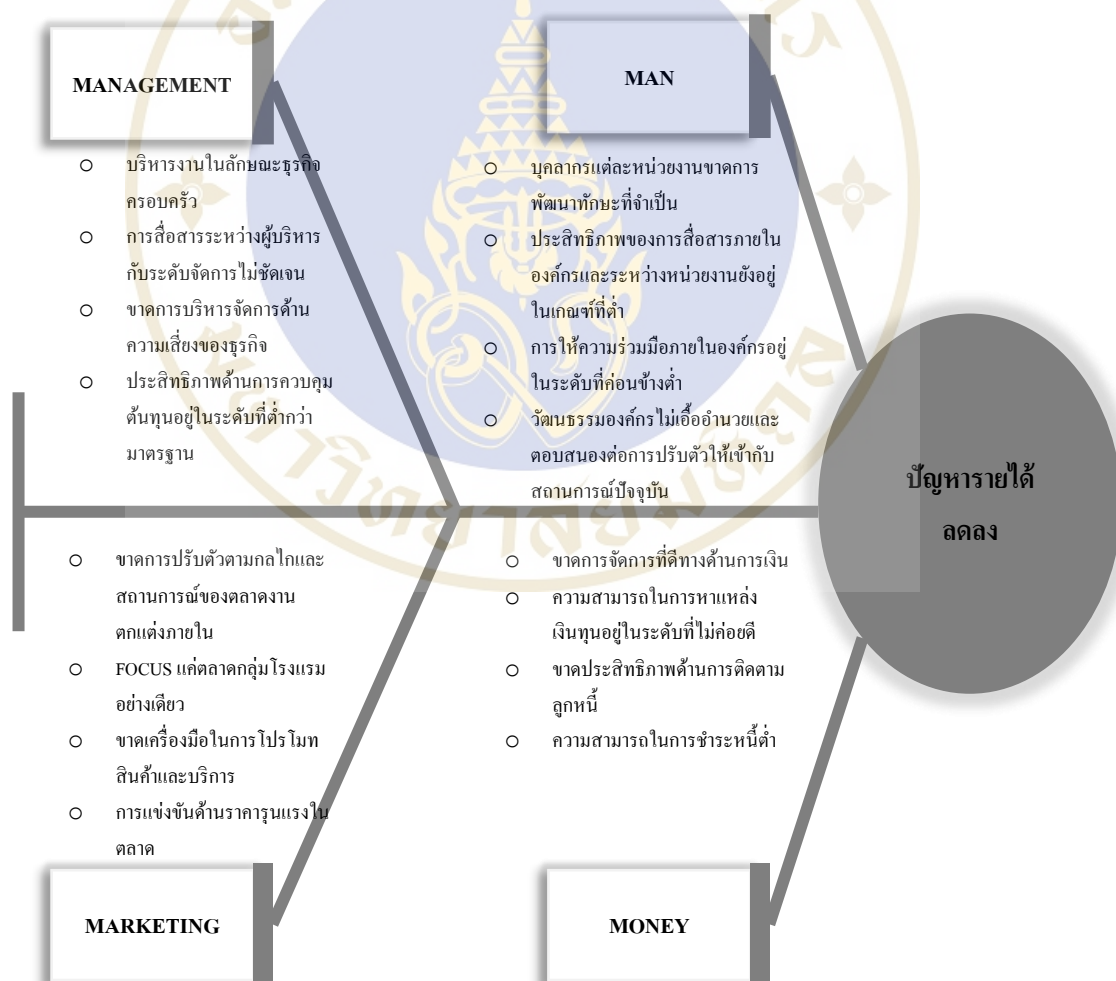 MANAGEMENT
บริหารงานในลักษณะธุรกิจ
ครอบครัว
การสื่อสารระหว่างผู้บริหาร
กับระดับจัดการไม่ชัดเจน
ขาดการบริหารจัดการด้าน
ความเสี่ยงของธุรกิจ
ประสิทธิภาพด้านการควบคุม
ต้นทุนอยู่ในระดับที่ต่ำกว่า
มาตรฐาน
MAN
บุคลากรแต่ละหน่วยงานขาดการ
พัฒนาทักษะที่จำเป็น
ประสิทธิภาพของการสื่อสารภายใน
องค์กรและระหว่างหน่วยงานยังอยู่
ในเกณฑ์ที่ต่ำ
การให้ความร่วมมือภายในองค์กรอยู่
ในระดับที่ค่อนข้างต่ำ
วัฒนธรรมองค์กรไม่เอื้ออำนวยและ
ตอบสนองต่อการปรับตัวให้เข้ากับ
สถานการณ์ปัจจุบัน
ปัญหารายได้
ลดลง
ขาดการปรับตัวตามกลไกและ
สถานการณ์ของตลาดงาน
ตกแต่งภายใน
FOCUS แค่ตลาดกลุ่มโรงแรม
อย่างเดียว
ขาดเครื่องมือในการโปรโมท
สินค้าและบริการ
การแข่งขันด้านราคารุนแรงใน
ตลาด
MARKETING
ขาดการจัดการที่ดีทางด้านการเงิน
ความสามารถในการหาแหล่ง
เงินทุนอยู่ในระดับที่ไม่ค่อยดี
ขาดประสิทธิภาพด้านการติดตาม
ลูกหนี้
ความสามารถในการชำระหนี้ต่ำ
MONEY